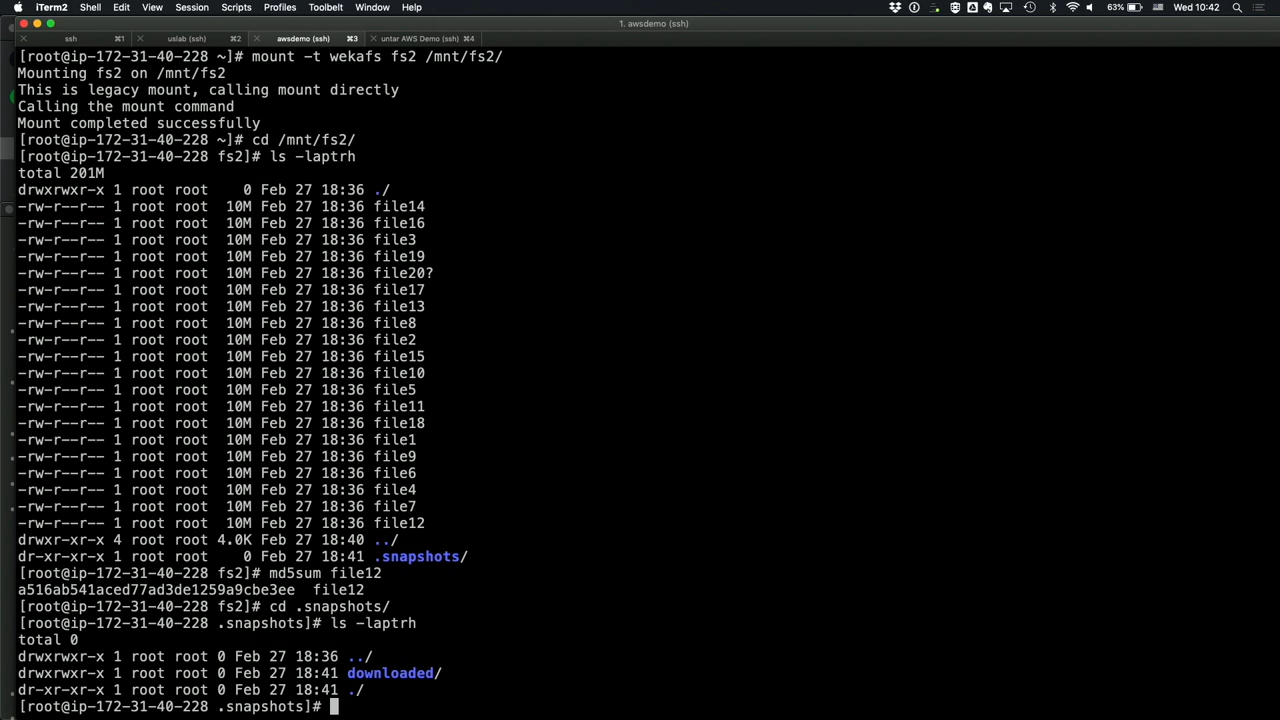 iTerm2 Shell Edit View Session Scripts Profiles Toolbelt Window Help 63% Wed 10:42
1. awsdemo (ssh)
ssh ⌘1 uslab (ssh) ⌘2 awsdemo (ssh) ⌘3 untar AWS Demo (ssh) ⌘4
[root@ip-172-31-40-228 ~]# mount -t wekafs fs2 /mnt/fs2/
Mounting fs2 on /mnt/fs2
This is legacy mount, calling mount directly
Calling the mount command
Mount completed successfully
[root@ip-172-31-40-228 ~]# cd /mnt/fs2/
[root@ip-172-31-40-228 fs2]# ls -laptrh
total 201M
drwxrwxr-x 1 root root    0 Feb 27 18:36 ./
-rw-r--r-- 1 root root  10M Feb 27 18:36 file14
-rw-r--r-- 1 root root  10M Feb 27 18:36 file16
-rw-r--r-- 1 root root  10M Feb 27 18:36 file3
-rw-r--r-- 1 root root  10M Feb 27 18:36 file19
-rw-r--r-- 1 root root  10M Feb 27 18:36 file20?
-rw-r--r-- 1 root root  10M Feb 27 18:36 file17
-rw-r--r-- 1 root root  10M Feb 27 18:36 file13
-rw-r--r-- 1 root root  10M Feb 27 18:36 file8
-rw-r--r-- 1 root root  10M Feb 27 18:36 file2
-rw-r--r-- 1 root root  10M Feb 27 18:36 file15
-rw-r--r-- 1 root root  10M Feb 27 18:36 file10
-rw-r--r-- 1 root root  10M Feb 27 18:36 file5
-rw-r--r-- 1 root root  10M Feb 27 18:36 file11
-rw-r--r-- 1 root root  10M Feb 27 18:36 file18
-rw-r--r-- 1 root root  10M Feb 27 18:36 file1
-rw-r--r-- 1 root root  10M Feb 27 18:36 file9
-rw-r--r-- 1 root root  10M Feb 27 18:36 file6
-rw-r--r-- 1 root root  10M Feb 27 18:36 file4
-rw-r--r-- 1 root root  10M Feb 27 18:36 file7
-rw-r--r-- 1 root root  10M Feb 27 18:36 file12
drwxr-xr-x 4 root root 4.0K Feb 27 18:40 ../
dr-xr-xr-x 1 root root    0 Feb 27 18:41 .snapshots/
[root@ip-172-31-40-228 fs2]# md5sum file12
a516ab541aced77ad3de1259a9cbe3ee  file12
[root@ip-172-31-40-228 fs2]# cd .snapshots/
[root@ip-172-31-40-228 .snapshots]# ls -laptrh
total 0
drwxrwxr-x 1 root root 0 Feb 27 18:36 ../
drwxrwxr-x 1 root root 0 Feb 27 18:41 downloaded/
dr-xr-xr-x 1 root root 0 Feb 27 18:41 ./
[root@ip-172-31-40-228 .snapshots]#